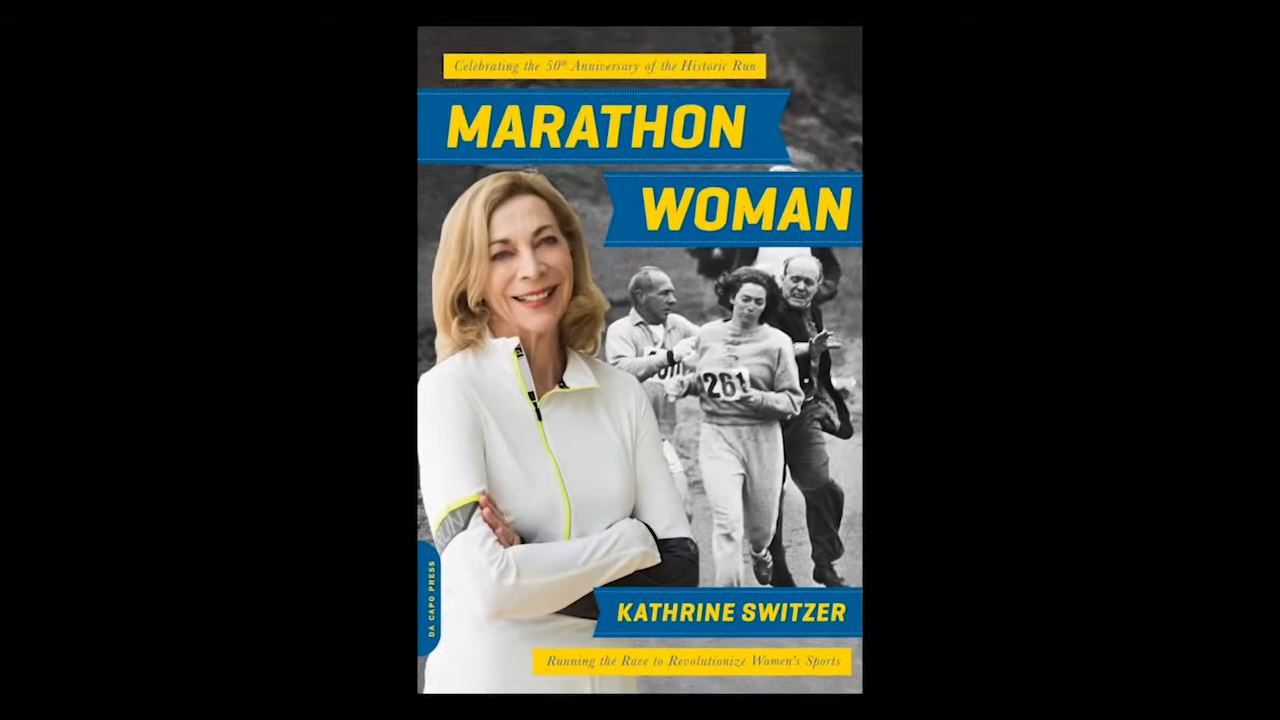 Celebrating the 50th Anniversary of the Historic Run
MARATHON
WOMAN
261
DA CAPO PRESS
KATHRINE SWITZER
Running the Race to Revolutionize Women's Sports